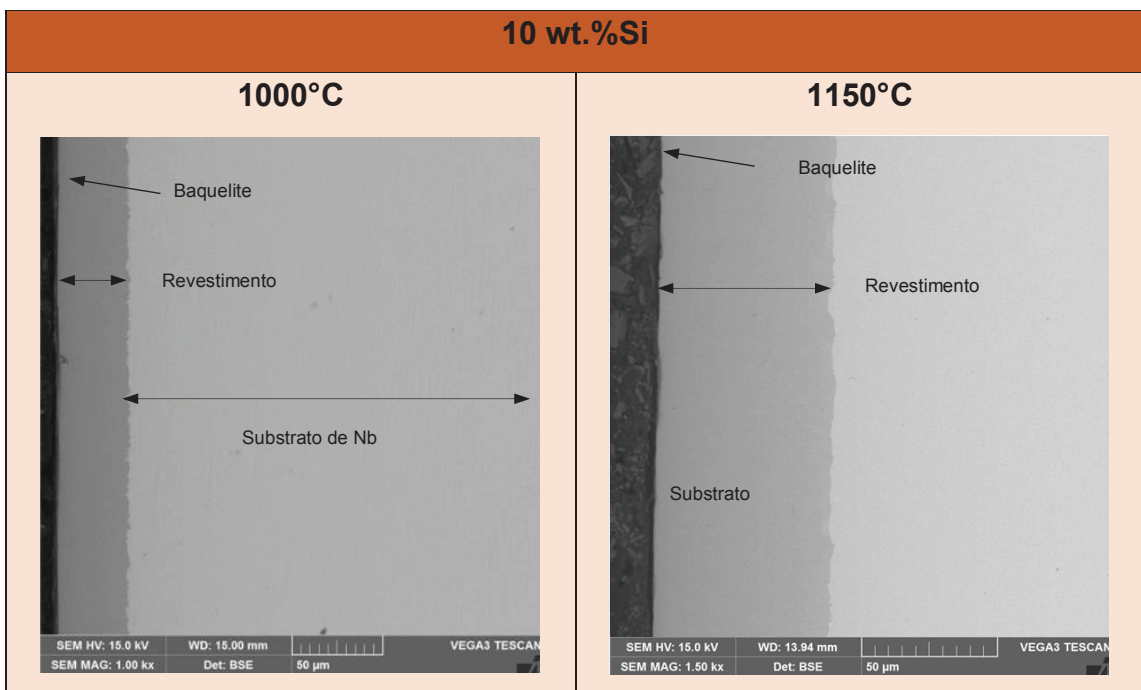 10 wt.%Si
1000°C
Baquelite
Revestimento
Substrato de Nb
SEM HV: 15.0 kV WD: 15.00 mm VEGA3 TESCAN
SEM MAG: 1.00 kx Det: BSE 50 µm
1150°C
Baquelite
Revestimento
Substrato
SEM HV: 15.0 kV WD: 13.94 mm VEGA3 TESCAN
SEM MAG: 1.50 kx Det: BSE 50 µm